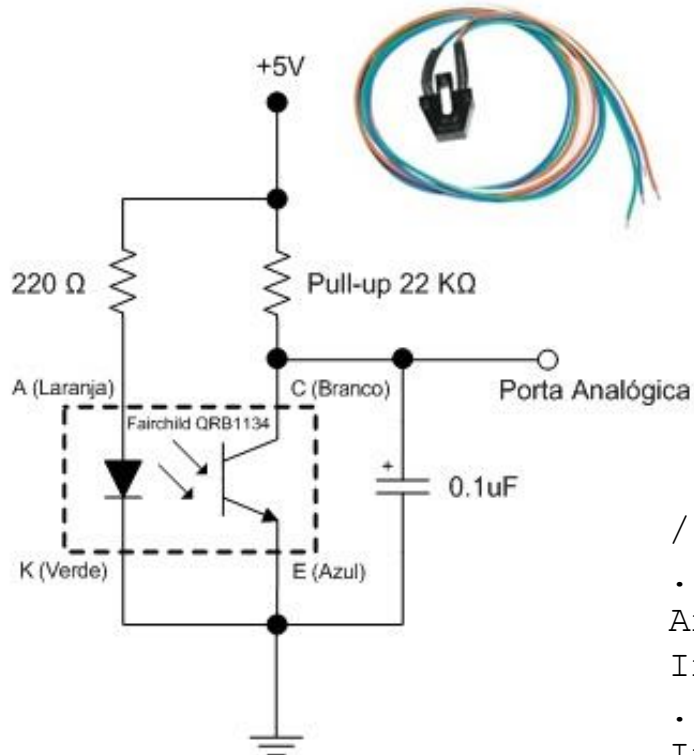 +5V
220 Ω
Pull-up 22 KΩ
A (Laranja)
C (Branco)
Porta Analógica
Fairchild QRB1134
+
0.1uF
K (Verde)
E (Azul)
/
.
.